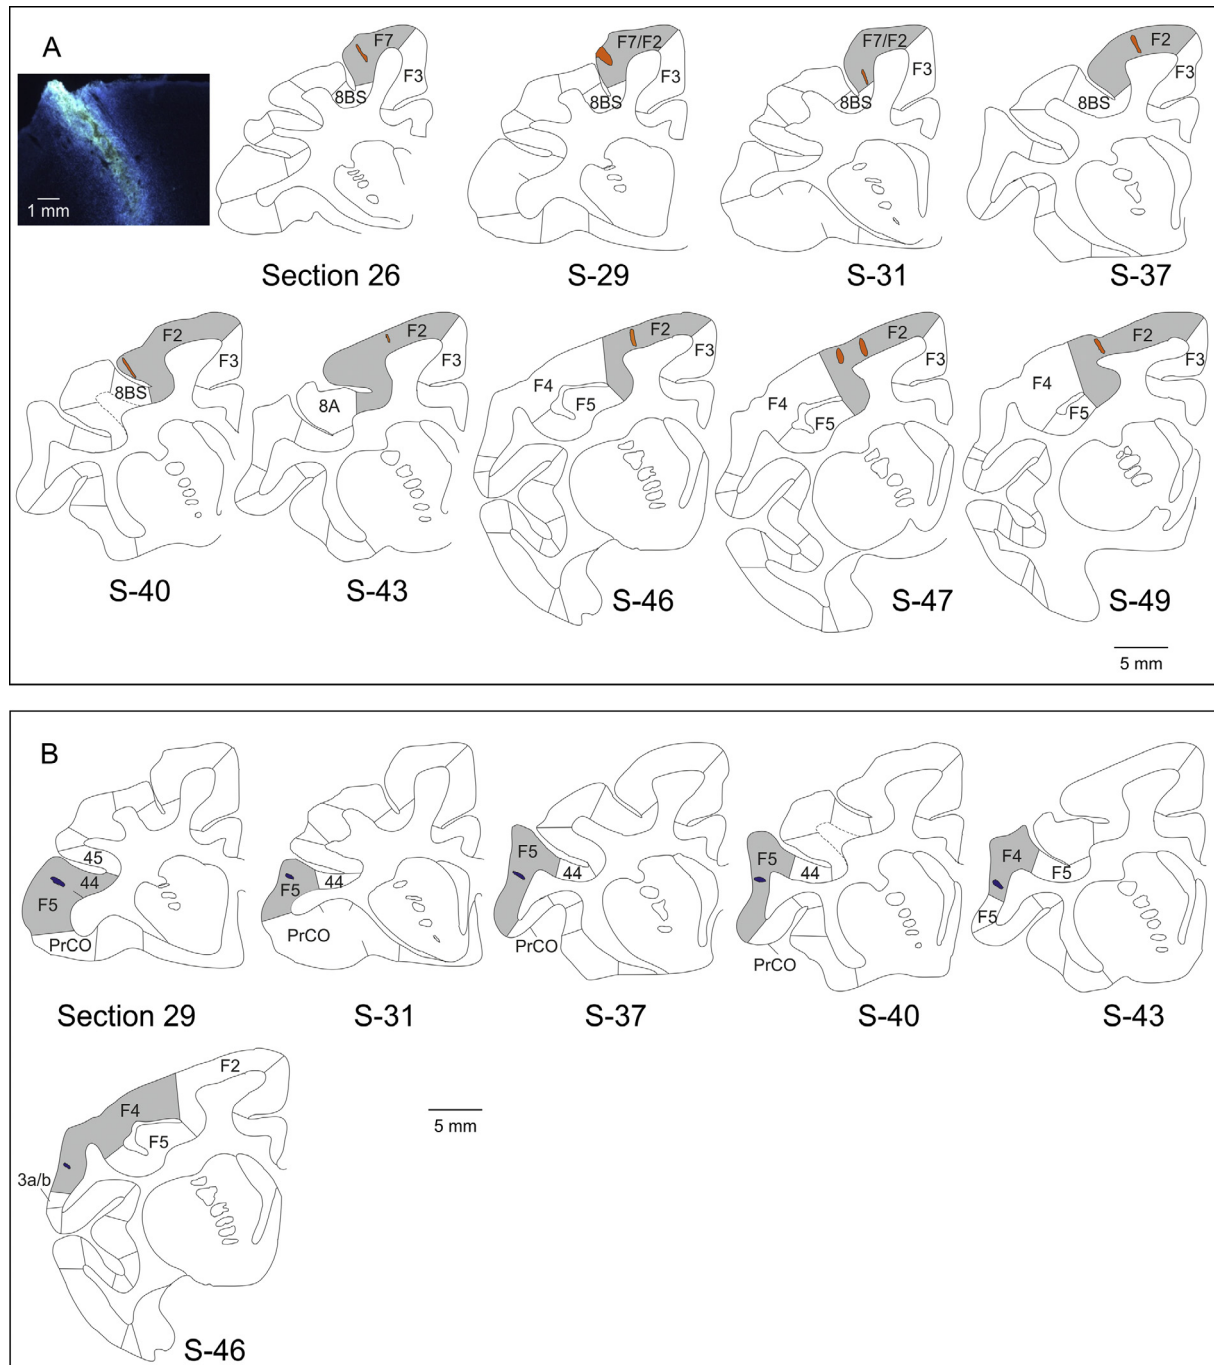 A
1 mm
F7
F3
8BS
Section 26
F7/F2
F3
8BS
S-29
F7/F2
F3
8BS
S-31
F2
F3
8BS
S-37
F2
F3
8BS
S-40
F2
F3
8A
S-43
F2
F3
F4
F5
S-46
F2
F3
F4
F5
S-47
F2
F3
F4
F5
S-49
5 mm
B
45
44
F5
PrCO
Section 29
F5
44
PrCO
S-31
F5
44
PrCO
S-37
F5
44
PrCO
S-40
F4
F5
F5
S-43
F2
F4
F5
3a/b
S-46
5 mm